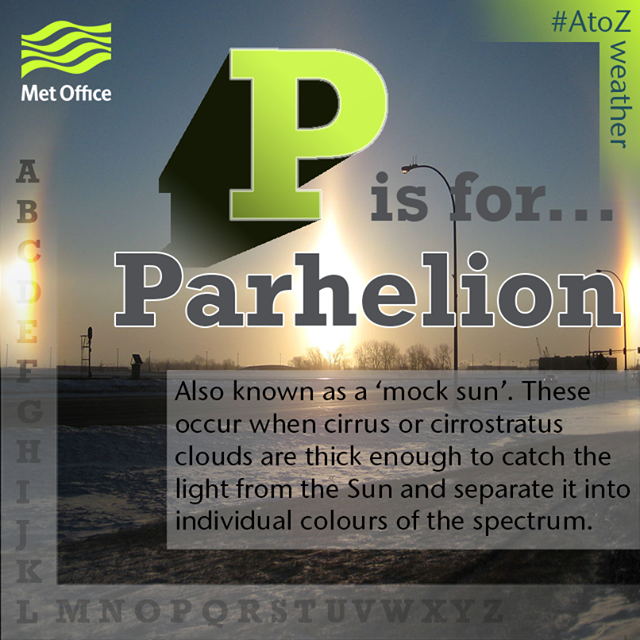 #AtoZ
weather
Met Office
P
is for...
Parhelion
Also known as a ‘mock sun’. These
occur when cirrus or cirrostratus
clouds are thick enough to catch the
light from the Sun and separate it into
individual colours of the spectrum.
A
B
C
D
E
F
G
H
I
J
K
L M N O P Q R S T U V W X Y Z